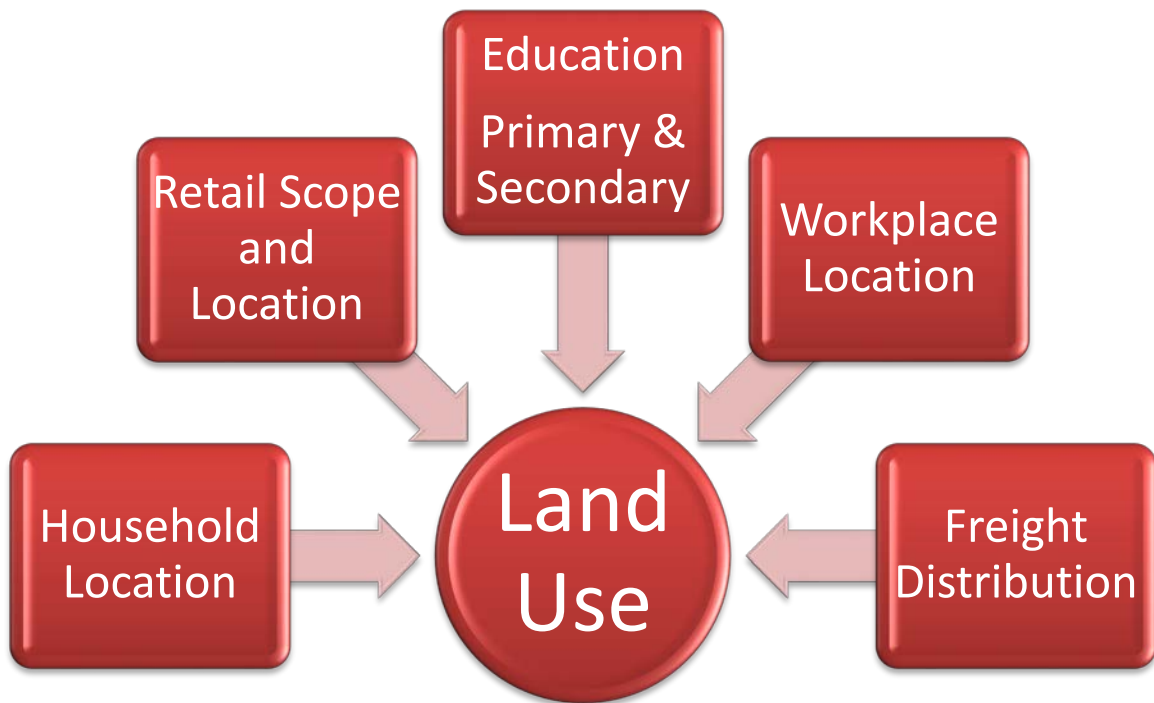 Education
Primary &
Secondary
Retail Scope
and
Location
Workplace
Location
Household
Location
Land
Use
Freight
Distribution